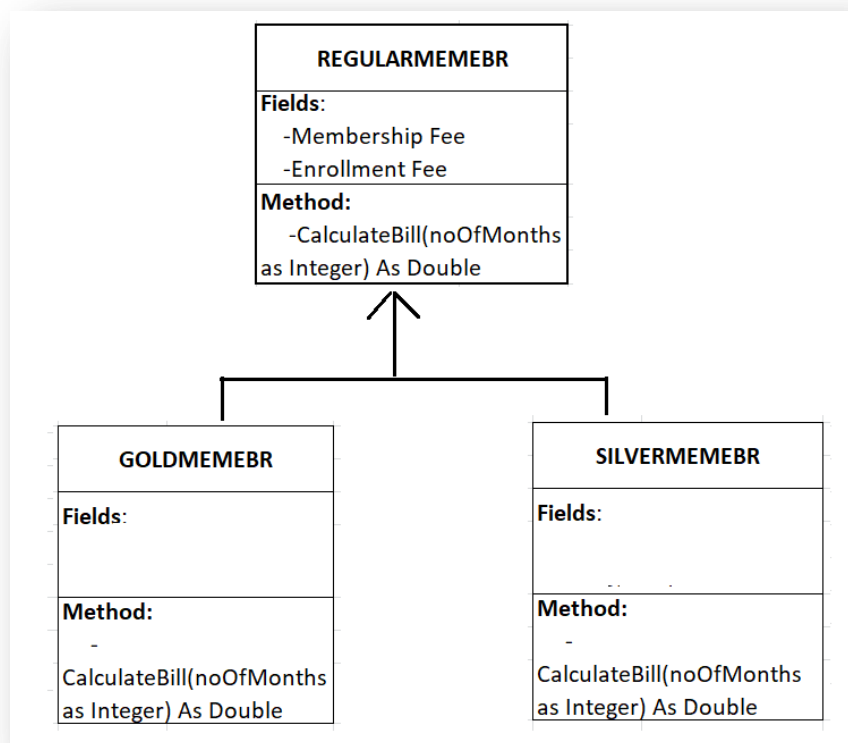 REGULARMEMEBR
Fields:
-Membership Fee
-Enrollment Fee
Method:
-CalculateBill(noOfMonths
as Integer) As Double
GOLDMEMEBR
Fields:
Method:
-
CalculateBill(noOfMonths
as Integer) As Double
SILVERMEMEBR
Fields:
Method:
-
CalculateBill(noOfMonths
as Integer) As Double